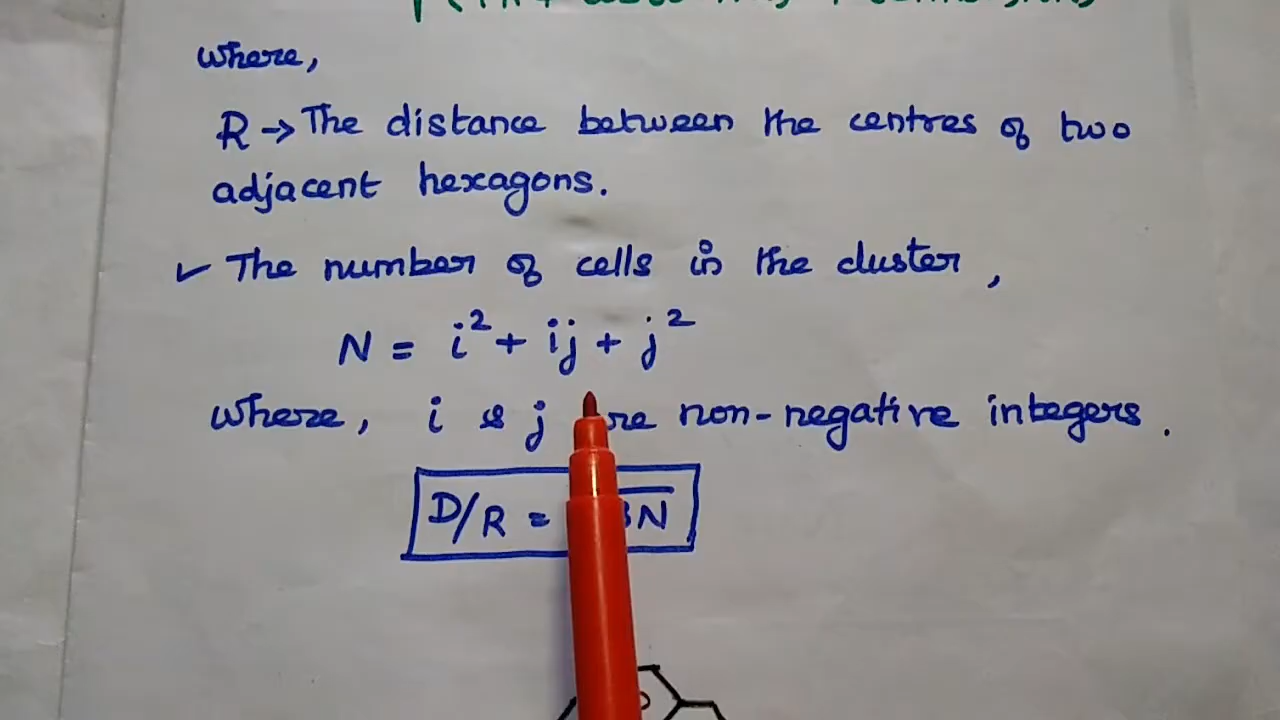 where,
R → The distance between the centres of two
adjacent hexagons.
✓ The number of cells in the cluster,
N = i² + ij + j²
where, i & j non-negative integers.
D/R = 3N